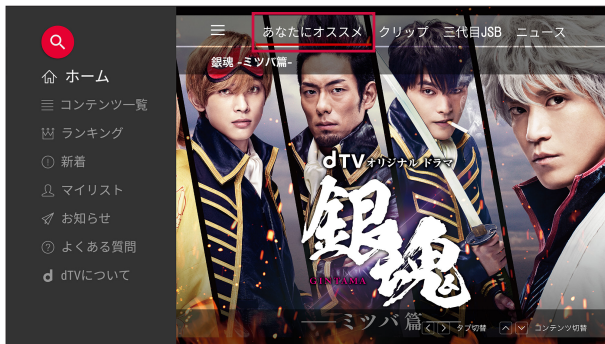 ホーム
コンテンツ一覧
ランキング
新着
マイリスト
お知らせ
よくある質問
dTVについて
あなたにオススメ クリップ 三代目JSB ニュース
銀魂 -ミツバ篇-
dTVオリジナルドラマ
銀魂
GINTAMA
ミツバ篇
タブ切替 コンテンツ切替